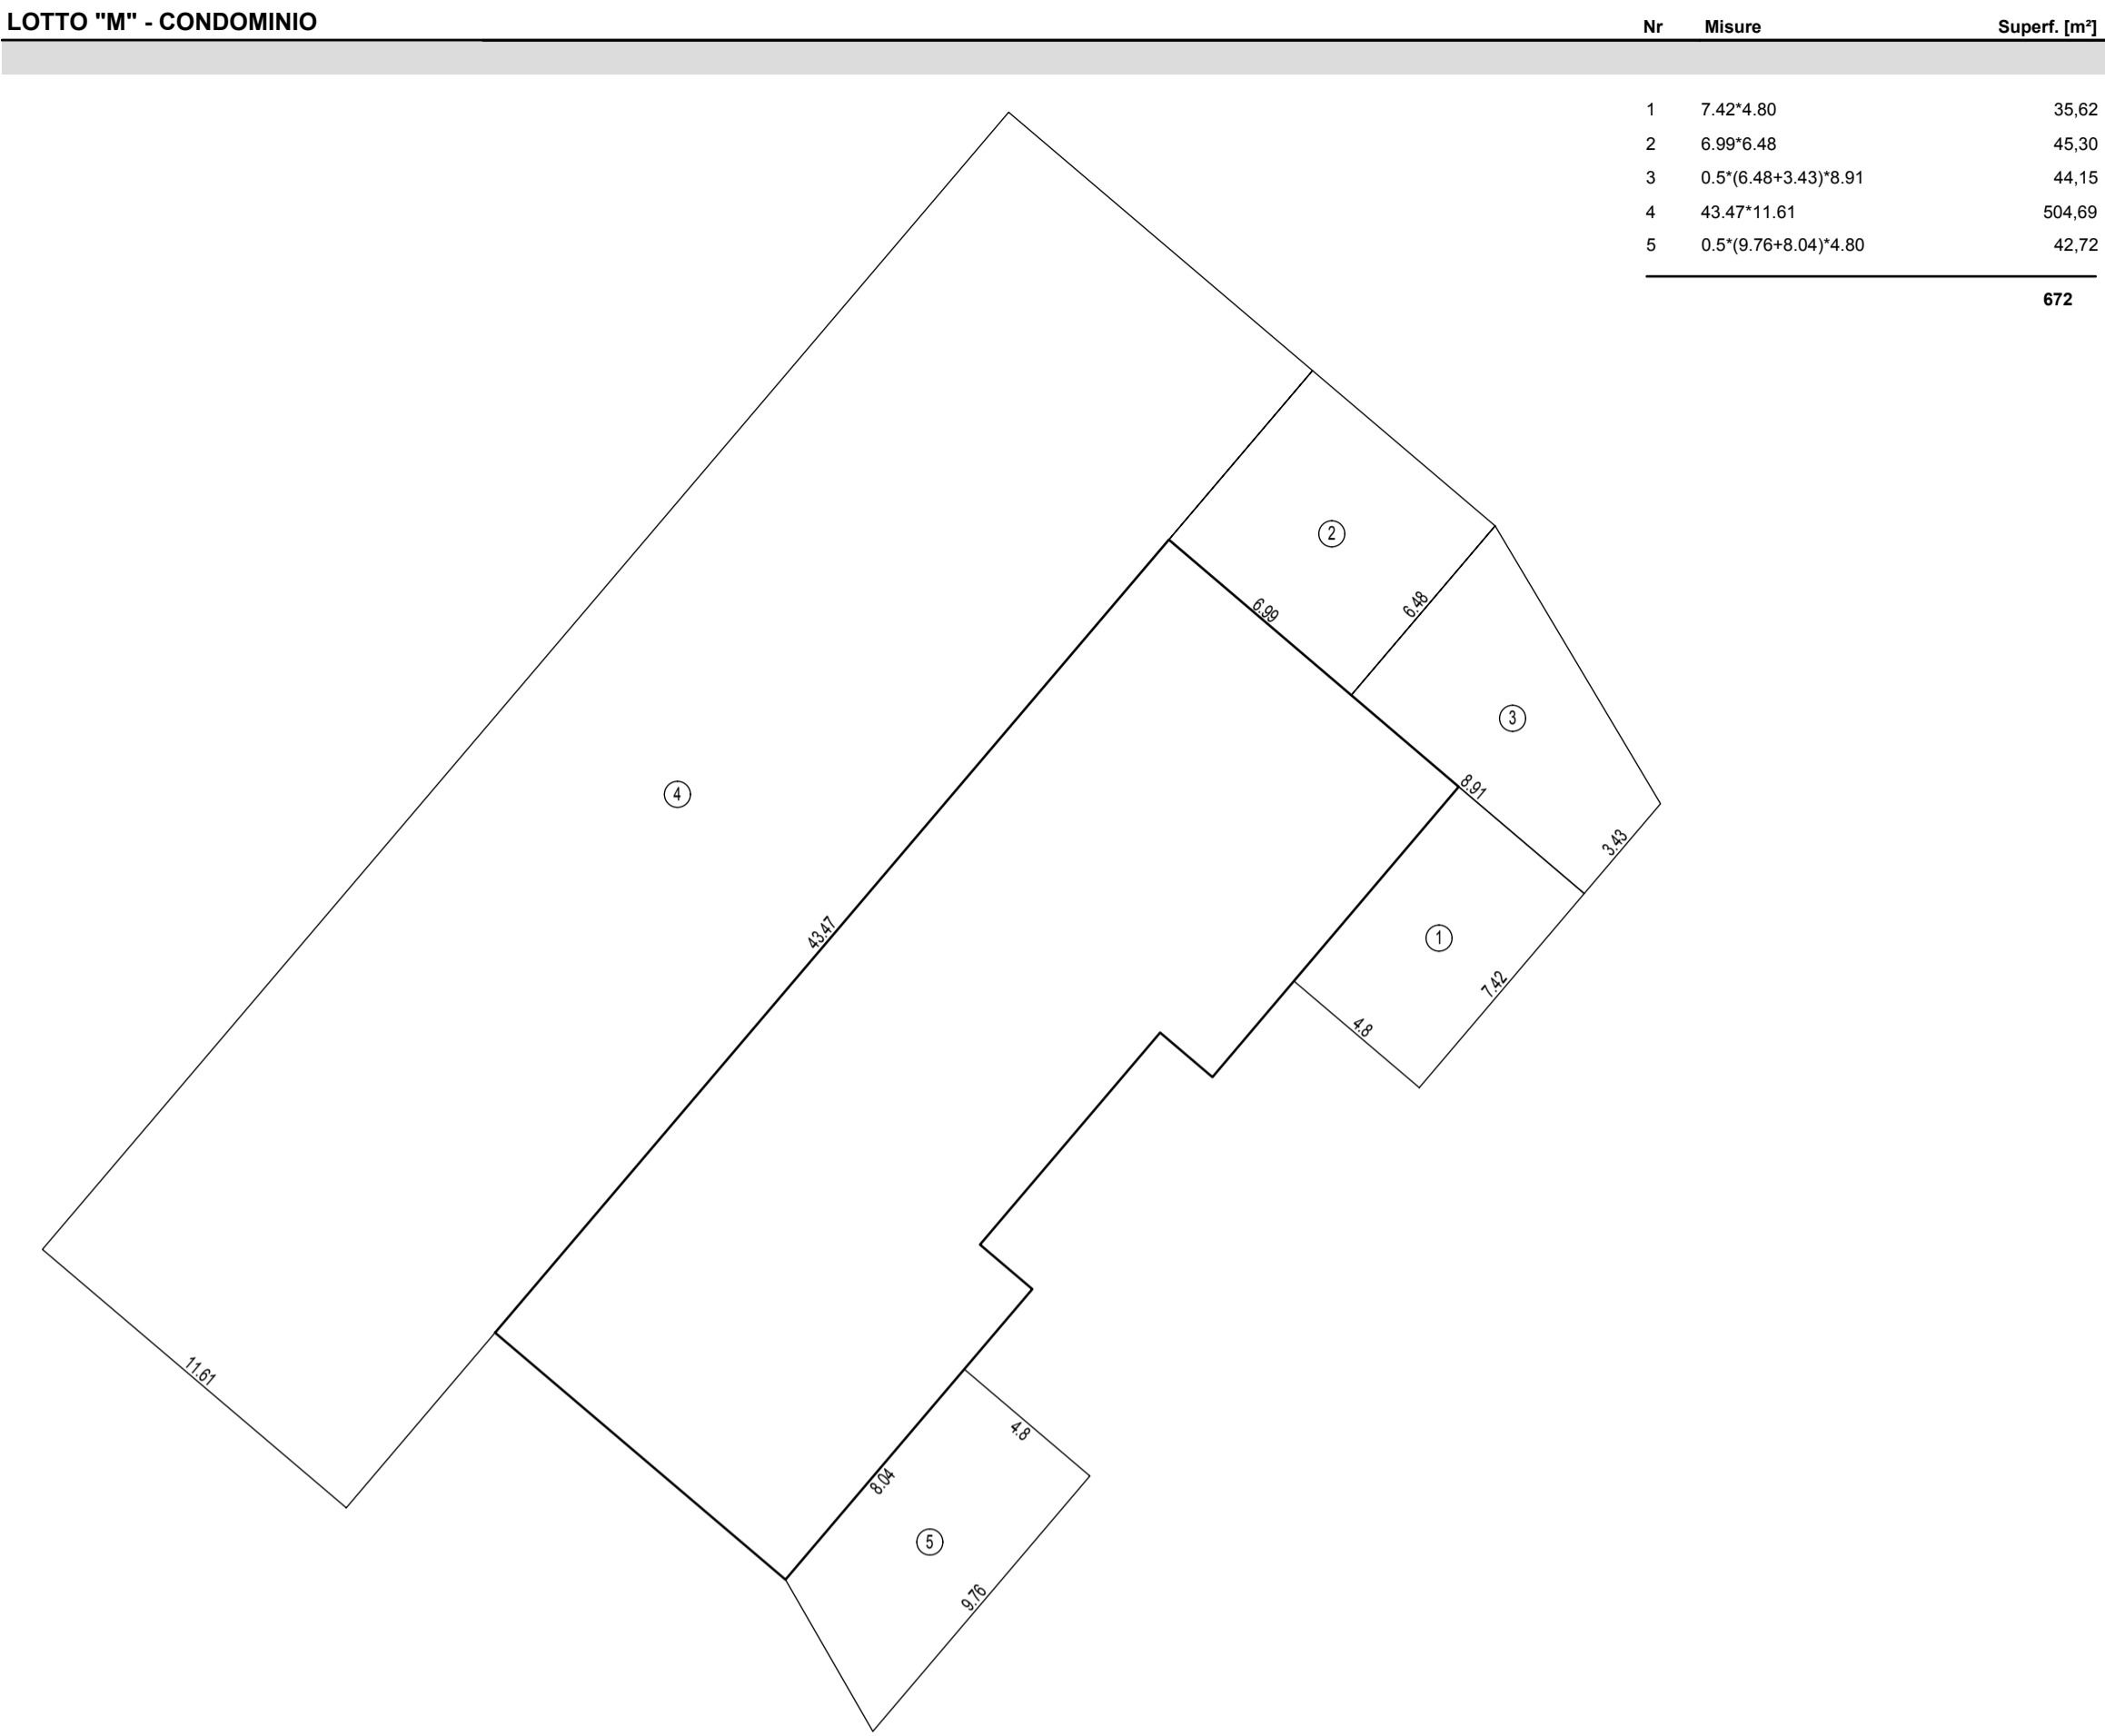 LOTTO "M" - CONDOMINIO
Nr Misure Superf. [m²]
1 7.42*4.80 35,62
2 6.99*6.48 45,30
3 0.5*(6.48+3.43)*8.91 44,15
4 43.47*11.61 504,69
5 0.5*(9.76+8.04)*4.80 42,72
672
2
6.99
6.48
3
8.91
4
3.43
43.47
1
7.42
4.8
11.61
4.8
8.04
5
9.76